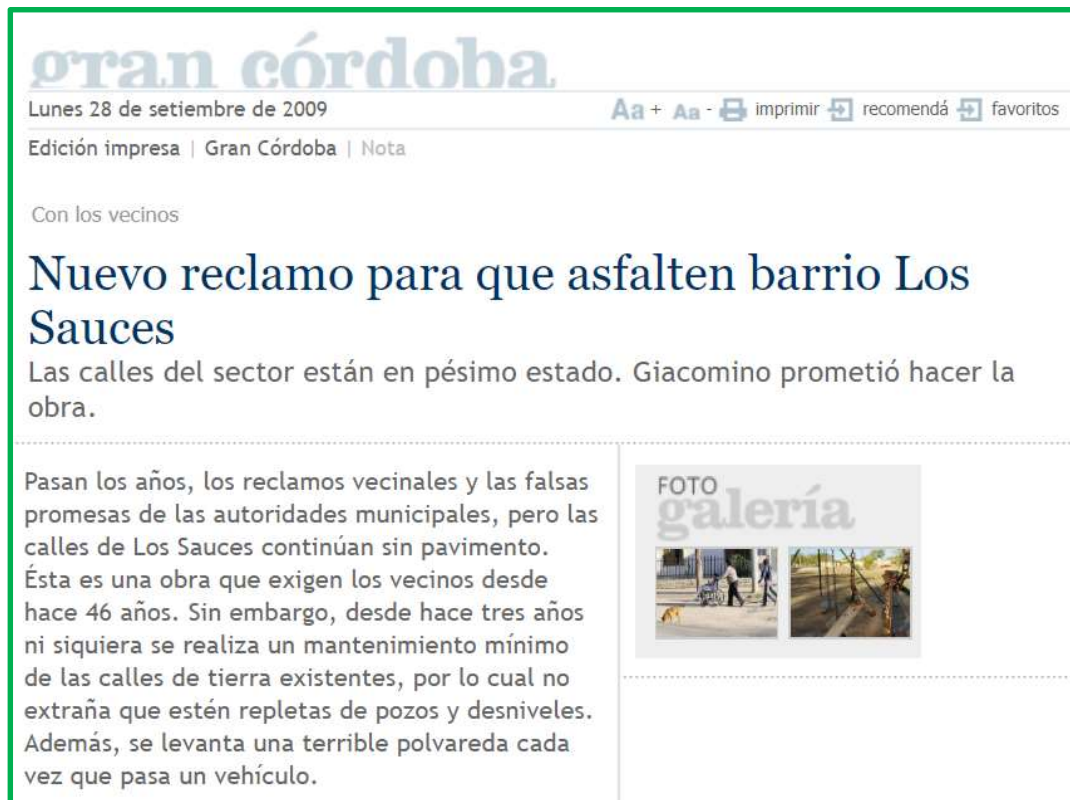 gran córdoba
Lunes 28 de setiembre de 2009
Aa + Aa - imprimir recomendá favoritos
Edición impresa | Gran Córdoba | Nota
Con los vecinos
Nuevo reclamo para que asfalten barrio Los
Sauces
Las calles del sector están en pésimo estado. Giacomino prometió hacer la
obra.
Pasan los años, los reclamos vecinales y las falsas
promesas de las autoridades municipales, pero las
calles de Los Sauces continúan sin pavimento.
Ésta es una obra que exigen los vecinos desde
hace 46 años. Sin embargo, desde hace tres años
ni siquiera se realiza un mantenimiento mínimo
de las calles de tierra existentes, por lo cual no
extraña que estén repletas de pozos y desniveles.
Además, se levanta una terrible polvareda cada
vez que pasa un vehículo.
FOTO
galería